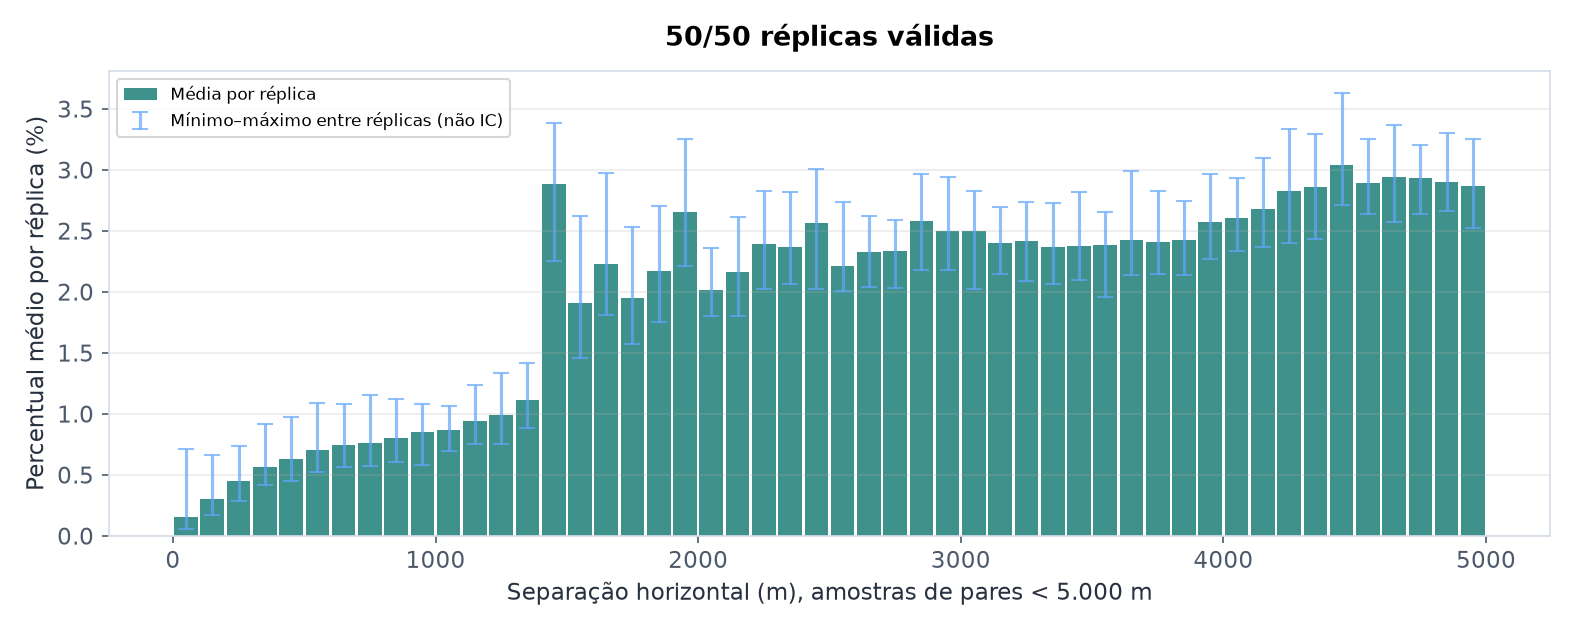 50/50 réplicas válidas
Média por réplica
Mínimo–máximo entre réplicas (não IC)
Percentual médio por réplica (%)
3.5
3.0
2.5
2.0
1.5
1.0
0.5
0.0
0 1000 2000 3000 4000 5000
Separação horizontal (m), amostras de pares < 5.000 m